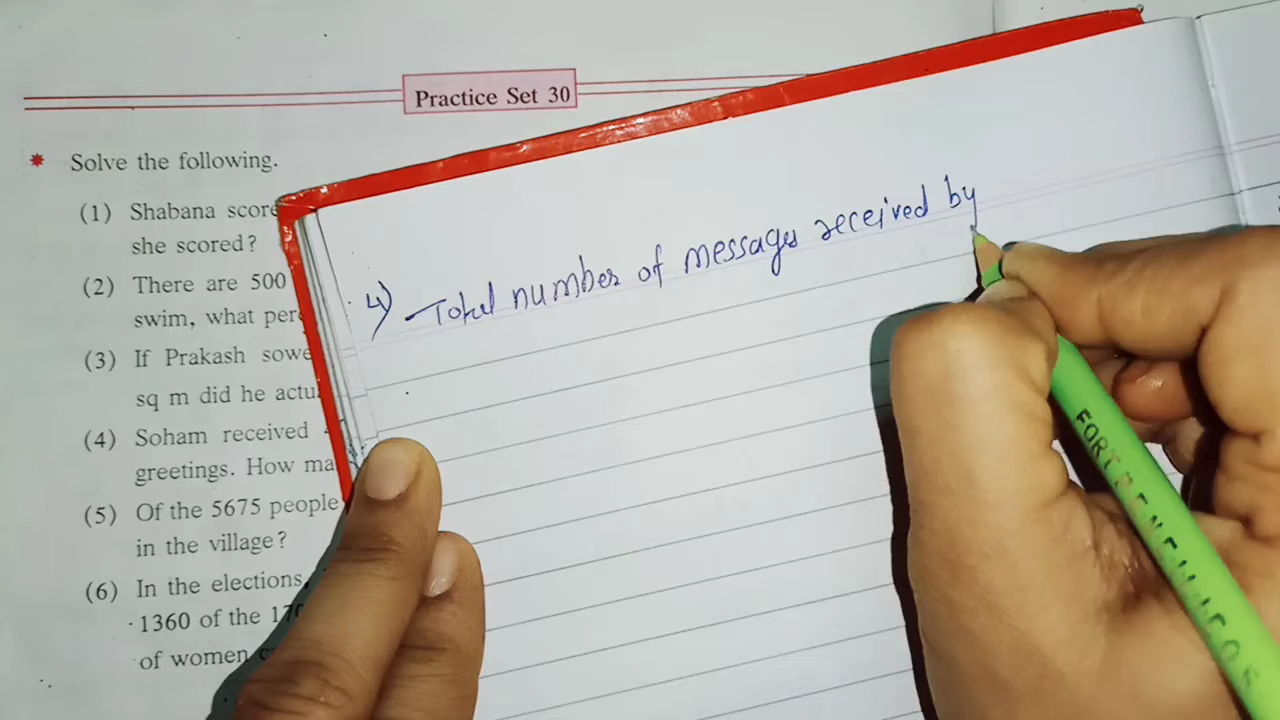 Practice Set 30
Solve the following.
(1) Shabana score
she scored?
(2) There are 500
swim, what per
(3) If Prakash sowe
sq m did he actu
(4) Soham received
greetings. How ma
(5) Of the 5675 people
in the village?
(6) In the elections,
1360 of the 170
of women
4) Total number of messages received by